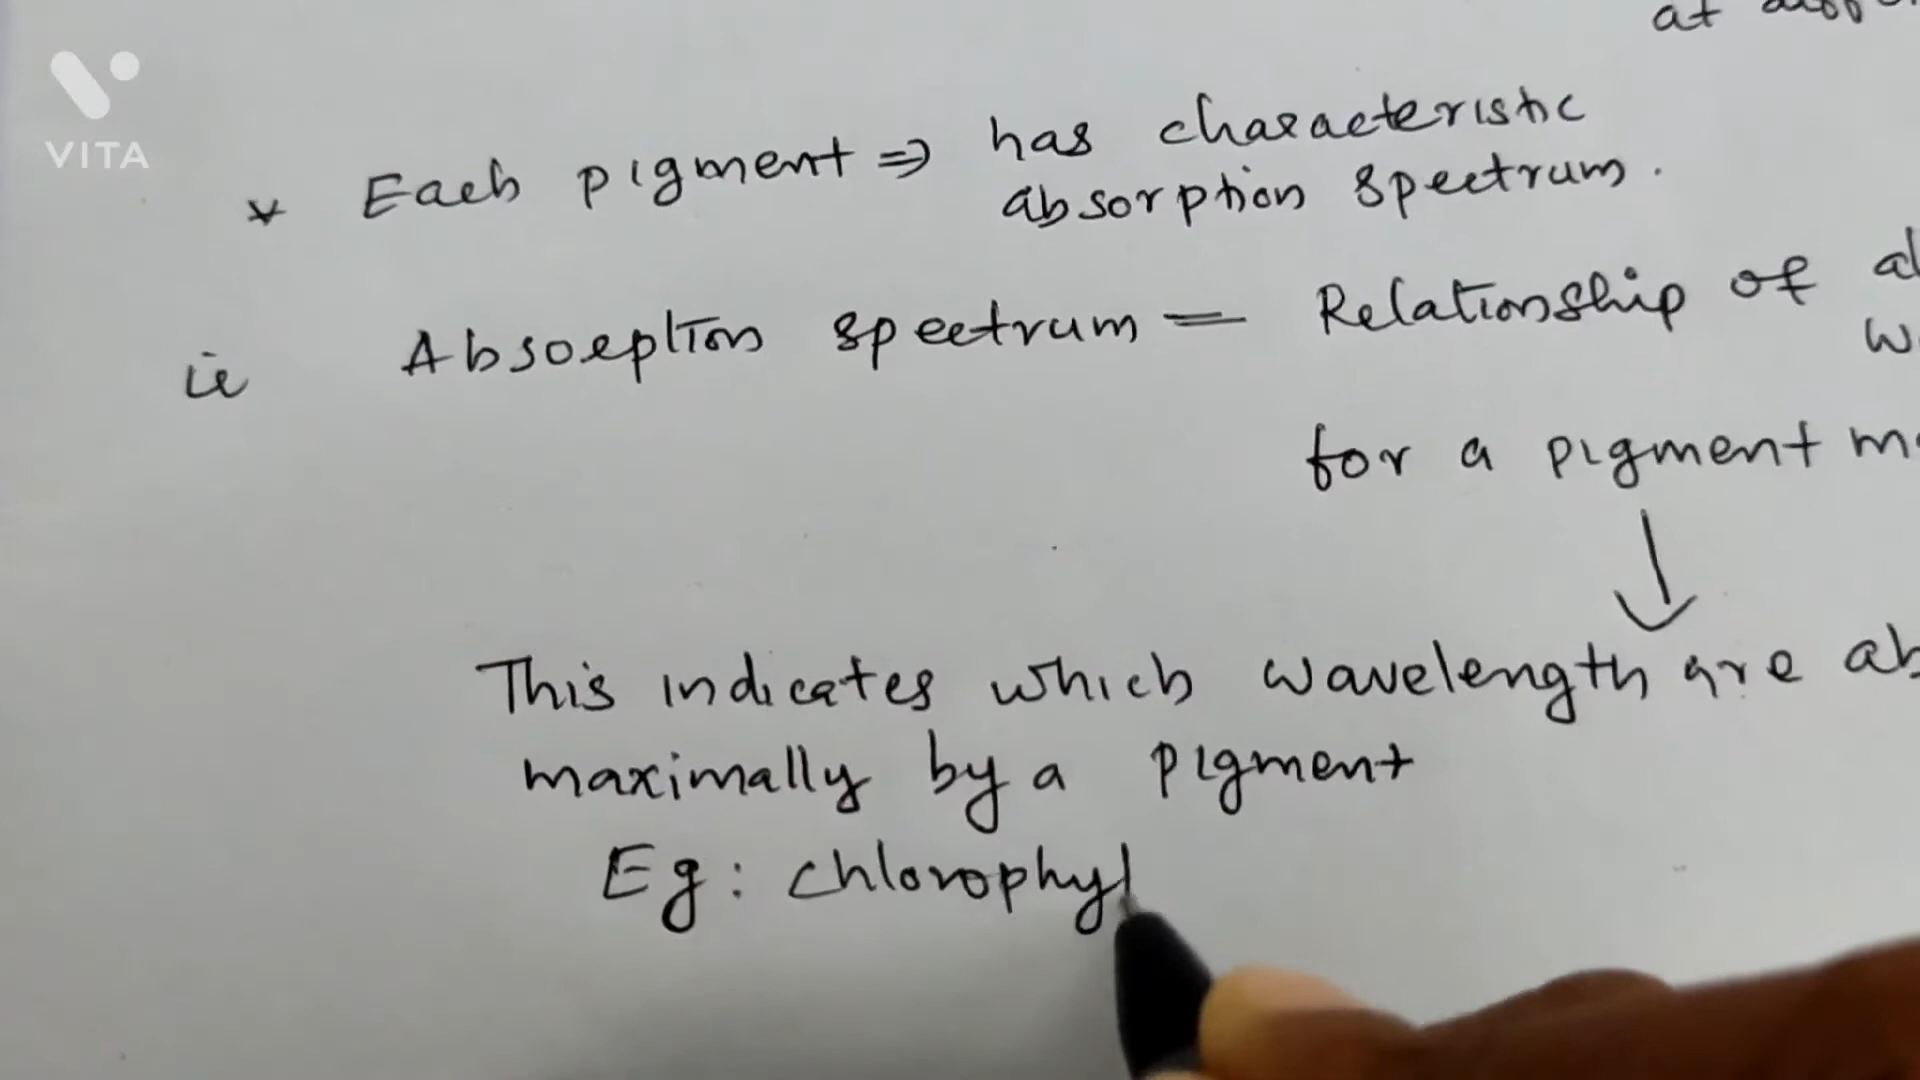 VITA
at
* Each pigment ⇒ has characteristic
absorption spectrum.
ie Absorption spectrum = Relationship of
for a pigment
↓
This indicates which wavelength are
maximally by a pigment
Eg: chlorophyl